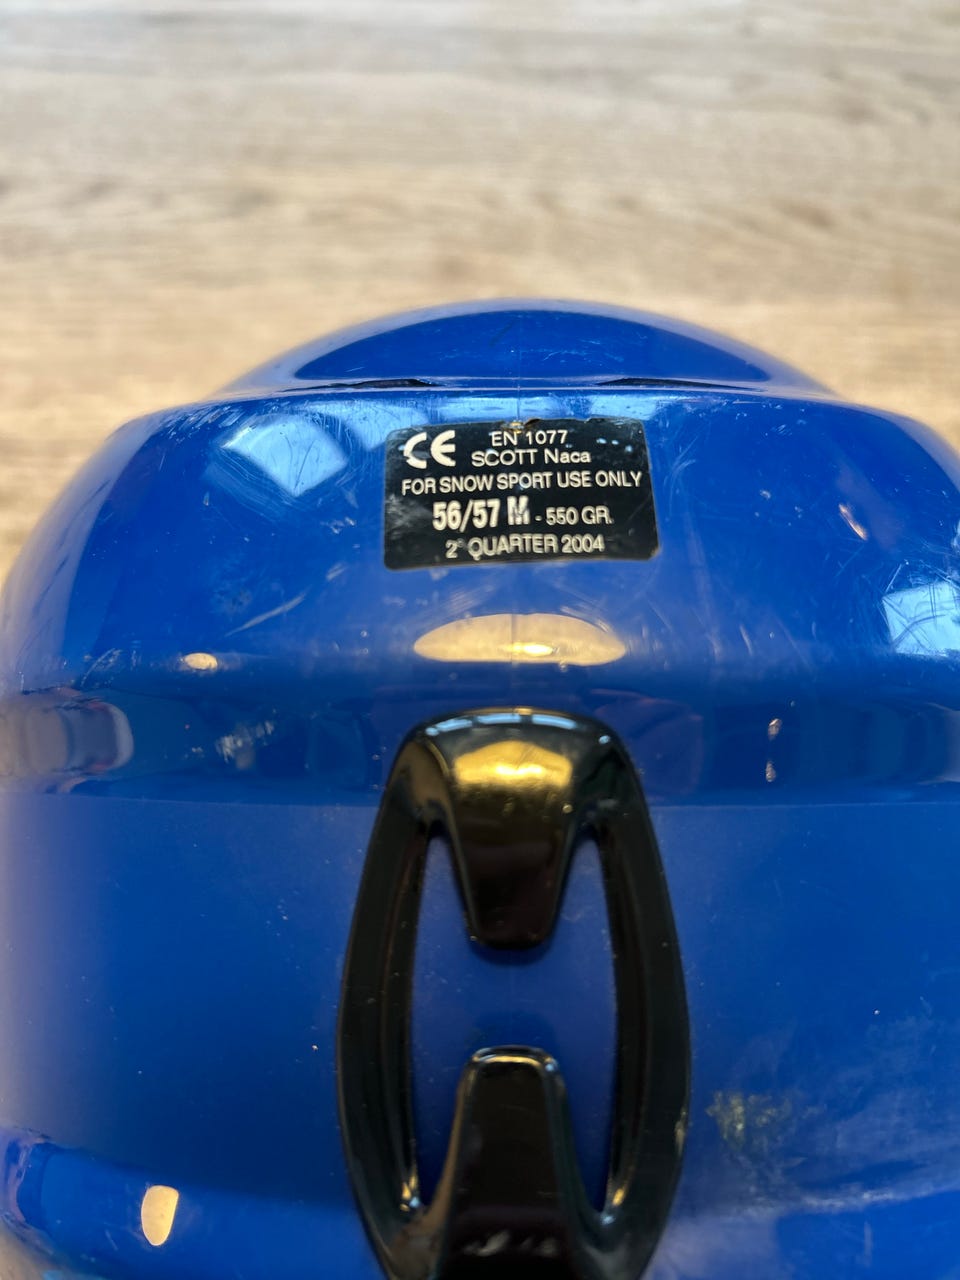 CE EN 1077
SCOTT Naca
FOR SNOW SPORT USE ONLY
56/57 M - 550 GR.
2° QUARTER 2004